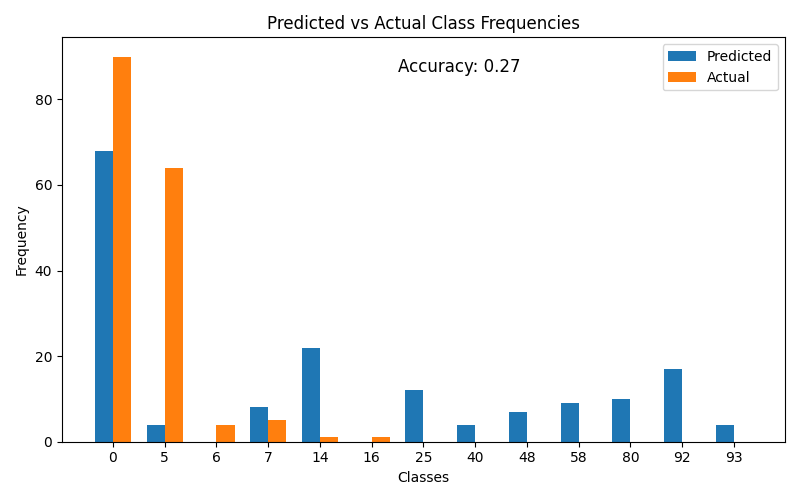 Predicted vs Actual Class Frequencies
Accuracy: 0.27
Predicted
Actual
Frequency
80
60
40
20
0
0 5 6 7 14 16 25 40 48 58 80 92 93
Classes